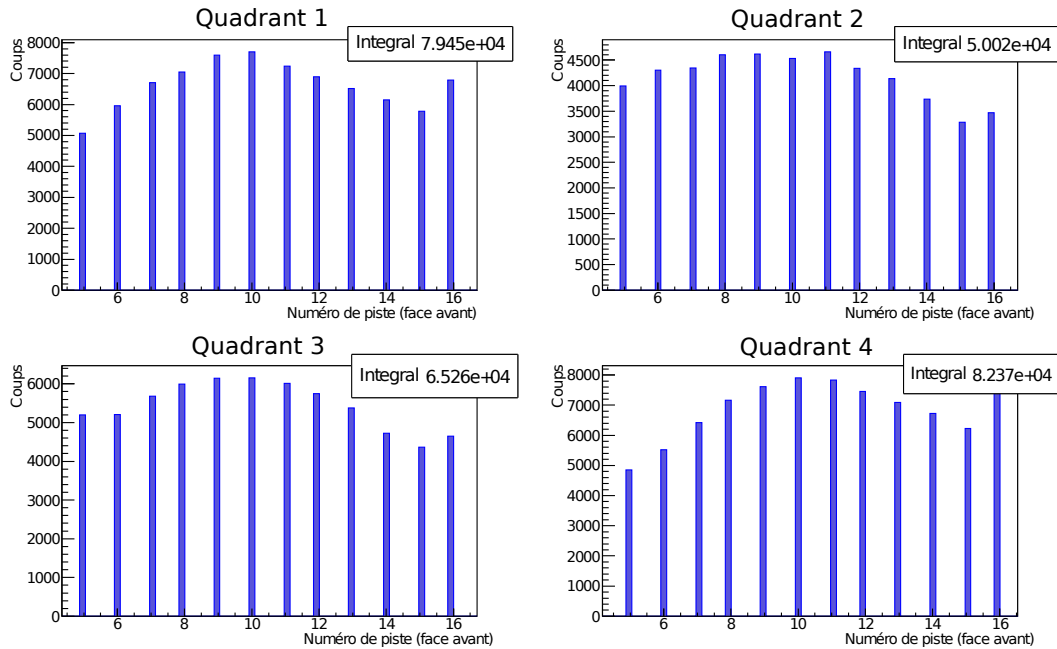 Quadrant 1
Integral 7.945e+04
Coups
8000
7000
6000
5000
4000
3000
2000
1000
0
6 8 10 12 14 16
Numéro de piste (face avant)
Quadrant 2
Integral 5.002e+04
Coups
4500
4000
3500
3000
2500
2000
1500
1000
500
0
6 8 10 12 14 16
Numéro de piste (face avant)
Quadrant 3
Integral 6.526e+04
Coups
6000
5000
4000
3000
2000
1000
0
6 8 10 12 14 16
Numéro de piste (face avant)
Quadrant 4
Integral 8.237e+04
Coups
8000
7000
6000
5000
4000
3000
2000
1000
0
6 8 10 12 14 16
Numéro de piste (face avant)